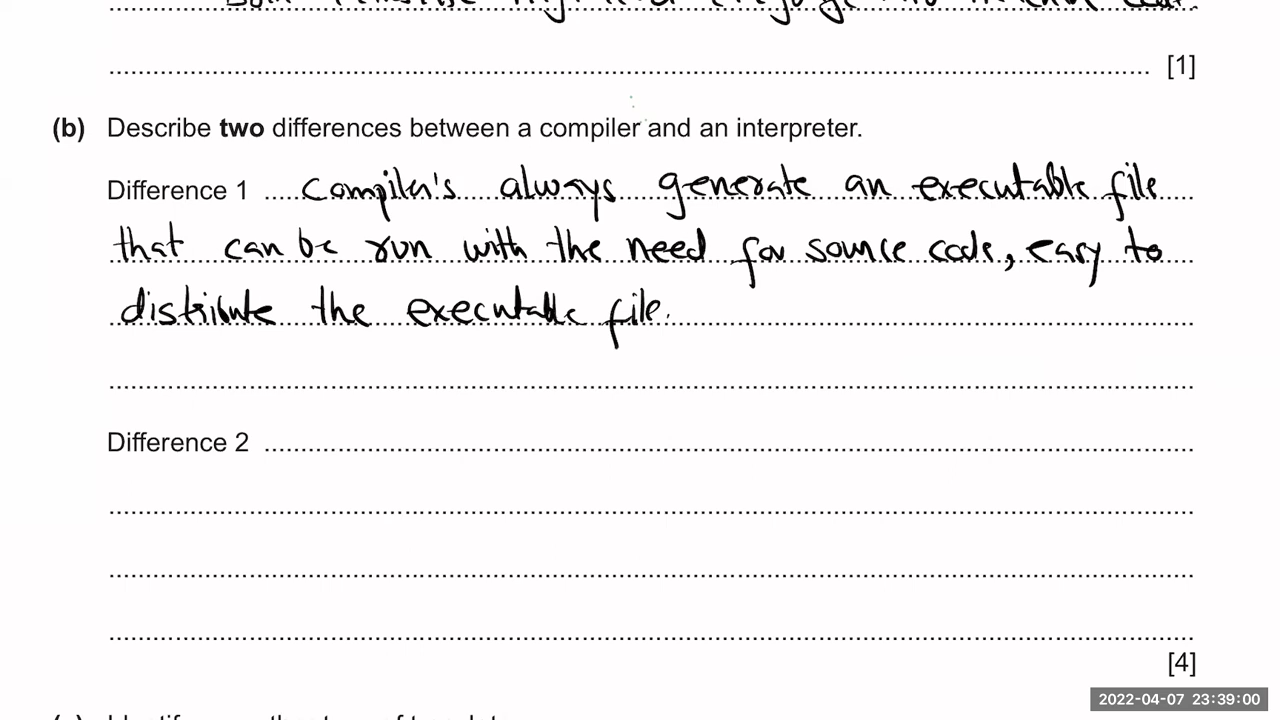 [1]
(b) Describe two differences between a compiler and an interpreter.
Difference 1 compiler's always generate an executable file
that can be run with the need for source code, easy to
distribute the executable file.
Difference 2
[4]
2022-04-07 23:39:00